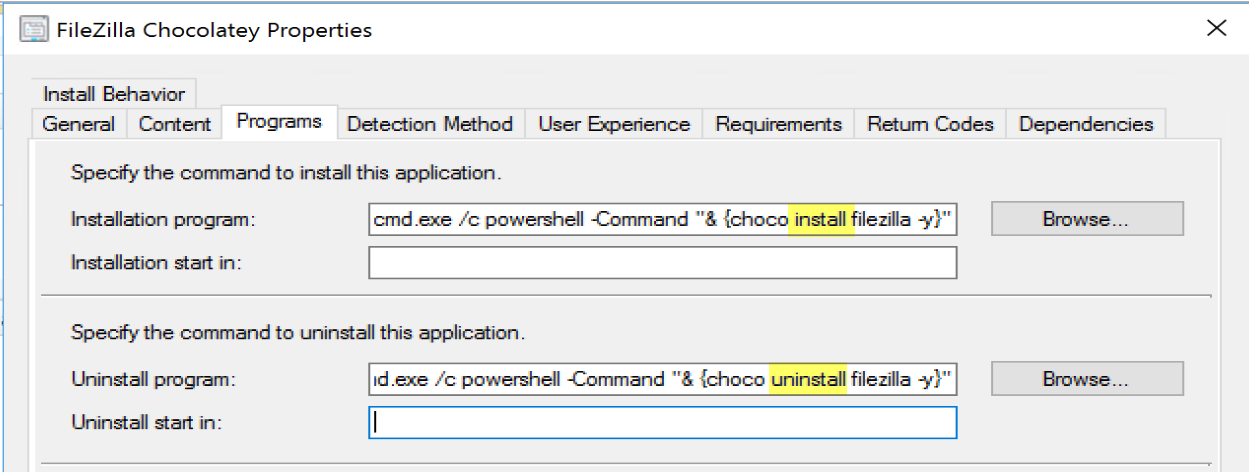 FileZilla Chocolatey Properties
Install Behavior
General Content Programs Detection Method User Experience Requirements Return Codes Dependencies
Specify the command to install this application.
Installation program: cmd.exe /c powershell -Command "& {choco install filezilla -y}" Browse...
Installation start in:
Specify the command to uninstall this application.
Uninstall program: ıd.exe /c powershell -Command "& {choco uninstall filezilla -y}" Browse...
Uninstall start in: